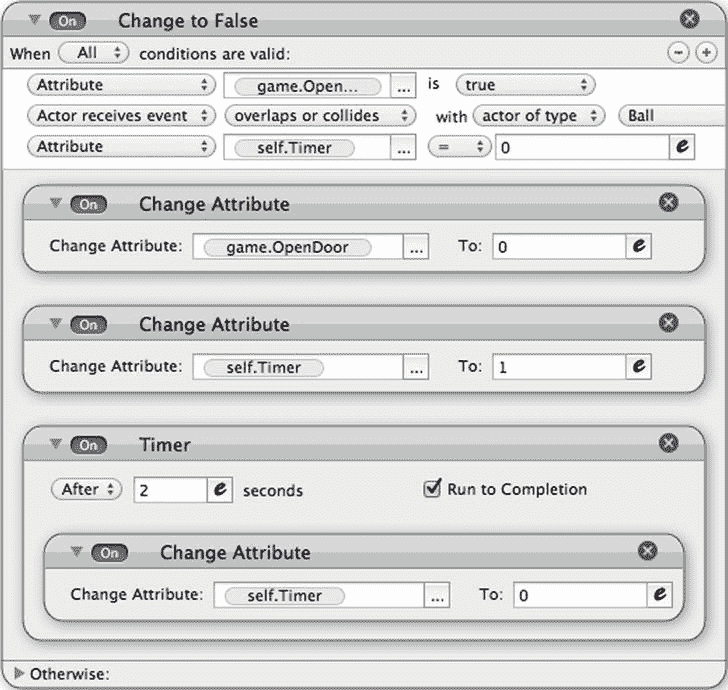 On Change to False
When All conditions are valid:
Attribute game.Open... ... is true
Actor receives event overlaps or collides with actor of type Ball
Attribute self.Timer ... = 0 e
On Change Attribute
Change Attribute: game.OpenDoor ... To: 0 e
On Change Attribute
Change Attribute: self.Timer ... To: 1 e
On Timer
After 2 e seconds Run to Completion
On Change Attribute
Change Attribute: self.Timer ... To: 0 e
Otherwise: